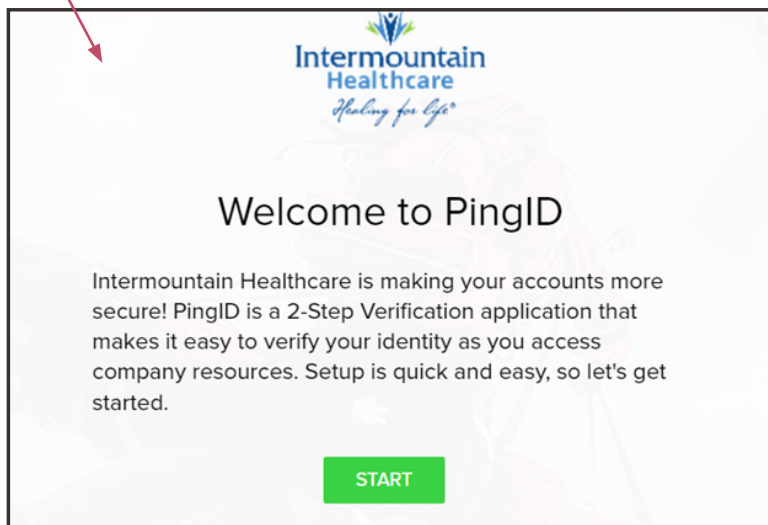 Intermountain
Healthcare
Healing for life®
Welcome to PingID
Intermountain Healthcare is making your accounts more
secure! PingID is a 2-Step Verification application that
makes it easy to verify your identity as you access
company resources. Setup is quick and easy, so let's get
started.
START